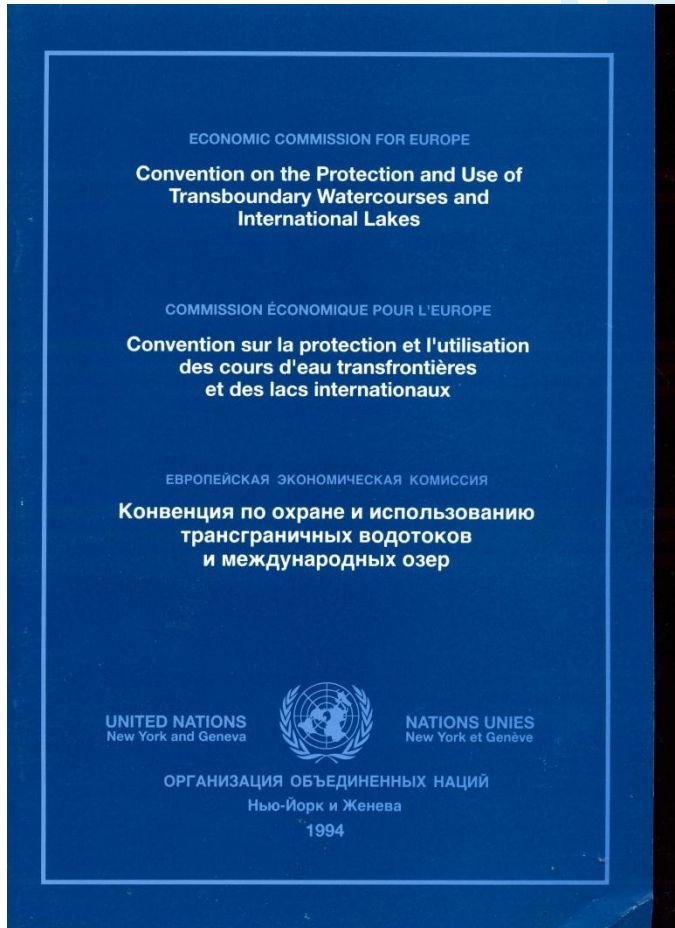 ECONOMIC COMMISSION FOR EUROPE
Convention on the Protection and Use of
Transboundary Watercourses and
International Lakes
COMMISSION ÉCONOMIQUE POUR L'EUROPE
Convention sur la protection et l'utilisation
des cours d'eau transfrontières
et des lacs internationaux
ЕВРОПЕЙСКАЯ ЭКОНОМИЧЕСКАЯ КОМИССИЯ
Конвенция по охране и использованию
трансграничных водотоков
и международных озер
UNITED NATIONS
New York and Geneva
NATIONS UNIES
New York et Genève
ОРГАНИЗАЦИЯ ОБЪЕДИНЕННЫХ НАЦИЙ
Нью-Йорк и Женева
1994